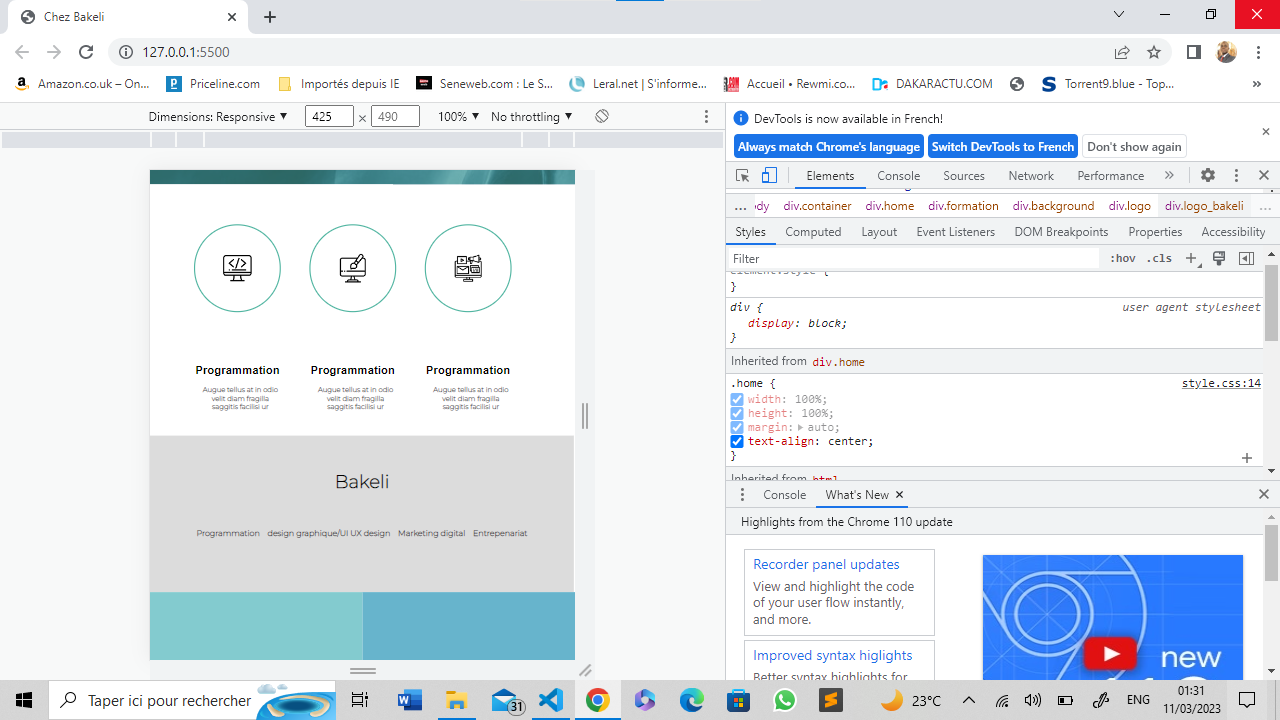 Chez Bakeli
127.0.0.1:5500
Amazon.co.uk – On...
Priceline.com
Importés depuis IE
Seneweb.com : Le S...
Leral.net | S'informe...
Accueil • Rewmi.co...
DAKARACTU.COM
Torrent9.blue - Top...
»
Dimensions: Responsive ▼ 425 × 490 100% ▼ No throttling ▼
DevTools is now available in French!
Always match Chrome's language Switch DevTools to French Don't show again
Elements Console Sources Network Performance »
... ody div.container div.home div.formation div.background div.logo div.logo_bakeli ...
Styles Computed Layout Event Listeners DOM Breakpoints Properties Accessibility
Filter :hov .cls
element.style {
}
div { user agent stylesheet
display: block;
}
Inherited from div.home
.home { style.css:14
width: 100%;
height: 100%;
margin: auto;
text-align: center;
}
Inherited from html
Console What's New
Highlights from the Chrome 110 update
Recorder panel updates
View and highlight the code
of your user flow instantly,
and more.
Improved syntax higlights
Better syntax highlights for
new
Programmation Programmation Programmation
Augue tellus at in odio Augue tellus at in odio Augue tellus at in odio
velit diam fragilla velit diam fragilla velit diam fragilla
saggitis facilisi ur saggitis facilisi ur saggitis facilisi ur
Bakeli
Programmation design graphique/UI UX design Marketing digital Entrepenariat
Taper ici pour rechercher
31
23°C
ENG
01:31
11/03/2023